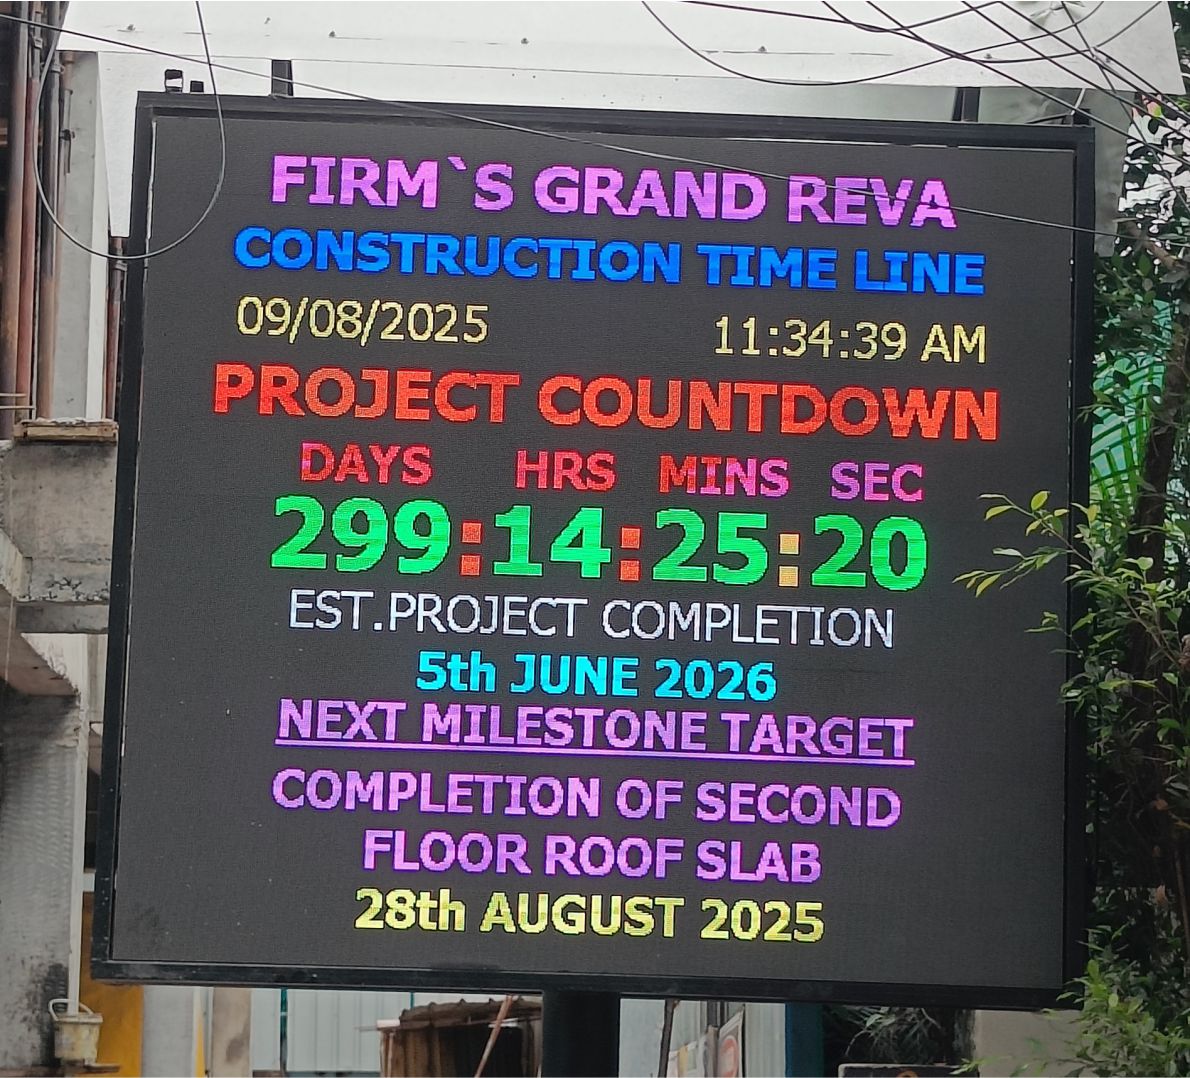 FIRM`S GRAND REVA
CONSTRUCTION TIME LINE
09/08/2025 11:34:39 AM
PROJECT COUNTDOWN
DAYS HRS MINS SEC
299:14:25:20
EST.PROJECT COMPLETION
5th JUNE 2026
NEXT MILESTONE TARGET
COMPLETION OF SECOND
FLOOR ROOF SLAB
28th AUGUST 2025